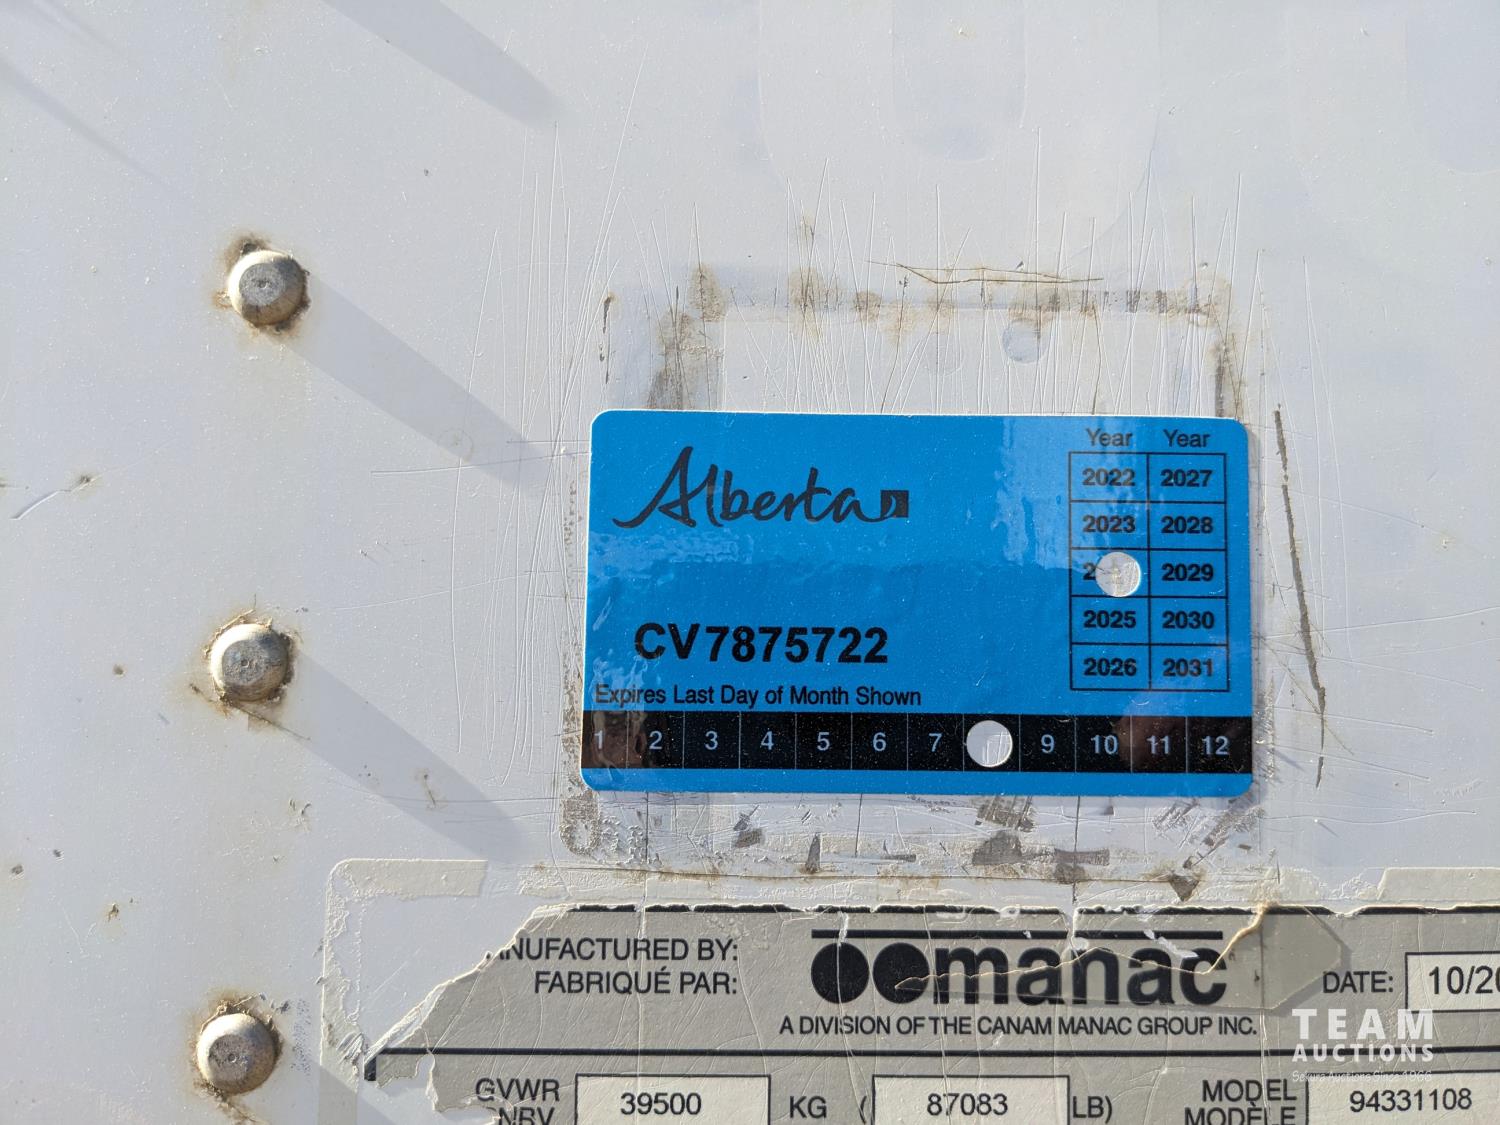 Alberta
Year Year
2022 2027
2023 2028
2029
2025 2030
2026 2031
CV7875722
Expires Last Day of Month Shown
1 2 3 4 5 6 7 9 10 11 12
ANUFACTURED BY:
FABRIQUÉ PAR:
manac
A DIVISION OF THE CANAM MANAC GROUP INC.
DATE: 10/20
GVWR
NBV
39500 KG (87083 LB)
MODEL
MODÈLE
94331108
TEAM
AUCTIONS